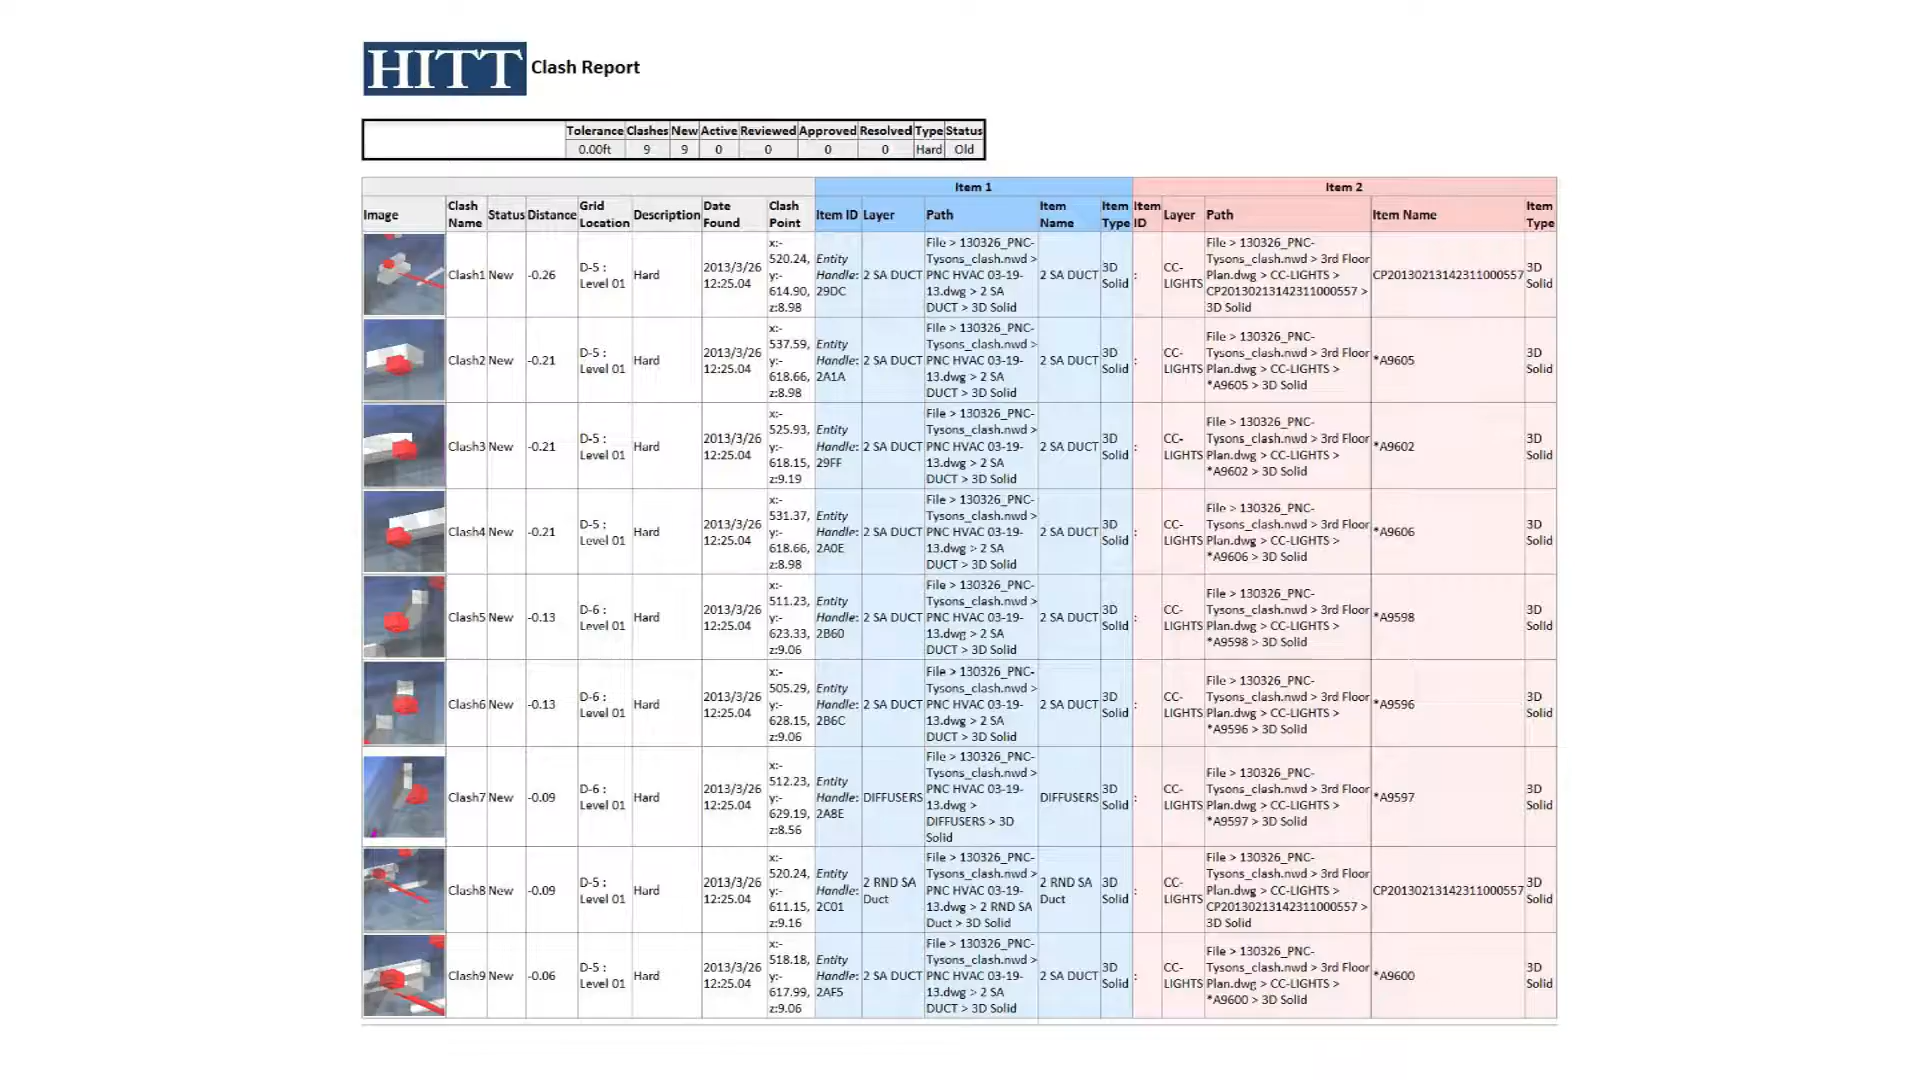 HITT Clash Report
Tolerance Clashes New Active Reviewed Approved Resolved Type Status
0.00ft 9 9 0 0 0 0 Hard Old
Item 1 Item 2
Image Clash Name Status Distance Grid Location Description Date Found Clash Point Item ID Layer Path Item Name Item Type Item ID Layer Path Item Name Item Type
Clash1 New -0.26 D-5 : Level 01 Hard 2013/3/26 12:25.04 x:-520.24, y:-614.90, z:8.98 Entity Handle: 29DC 2 SA DUCT File > 130326_PNC-Tysons_clash.nwd > PNC HVAC 03-19-13.dwg > 2 SA DUCT > 3D Solid 2 SA DUCT 3D Solid : CC-LIGHTS File > 130326_PNC-Tysons_clash.nwd > 3rd Floor Plan.dwg > CC-LIGHTS > CP20130213142311000557 > 3D Solid CP20130213142311000557 3D Solid
Clash2 New -0.21 D-5 : Level 01 Hard 2013/3/26 12:25.04 x:-537.59, y:-618.66, z:8.98 Entity Handle: 2A1A 2 SA DUCT File > 130326_PNC-Tysons_clash.nwd > PNC HVAC 03-19-13.dwg > 2 SA DUCT > 3D Solid 2 SA DUCT 3D Solid : CC-LIGHTS File > 130326_PNC-Tysons_clash.nwd > 3rd Floor Plan.dwg > CC-LIGHTS > *A9605 > 3D Solid *A9605 3D Solid
Clash3 New -0.21 D-5 : Level 01 Hard 2013/3/26 12:25.04 x:-525.93, y:-618.15, z:9.19 Entity Handle: 29FF 2 SA DUCT File > 130326_PNC-Tysons_clash.nwd > PNC HVAC 03-19-13.dwg > 2 SA DUCT > 3D Solid 2 SA DUCT 3D Solid : CC-LIGHTS File > 130326_PNC-Tysons_clash.nwd > 3rd Floor Plan.dwg > CC-LIGHTS > *A9602 > 3D Solid *A9602 3D Solid
Clash4 New -0.21 D-5 : Level 01 Hard 2013/3/26 12:25.04 x:-531.37, y:-618.66, z:8.98 Entity Handle: 2A0E 2 SA DUCT File > 130326_PNC-Tysons_clash.nwd > PNC HVAC 03-19-13.dwg > 2 SA DUCT > 3D Solid 2 SA DUCT 3D Solid : CC-LIGHTS File > 130326_PNC-Tysons_clash.nwd > 3rd Floor Plan.dwg > CC-LIGHTS > *A9606 > 3D Solid *A9606 3D Solid
Clash5 New -0.13 D-6 : Level 01 Hard 2013/3/26 12:25.04 x:-511.23, y:-623.33, z:9.06 Entity Handle: 2B60 2 SA DUCT File > 130326_PNC-Tysons_clash.nwd > PNC HVAC 03-19-13.dwg > 2 SA DUCT > 3D Solid 2 SA DUCT 3D Solid : CC-LIGHTS File > 130326_PNC-Tysons_clash.nwd > 3rd Floor Plan.dwg > CC-LIGHTS > *A9598 > 3D Solid *A9598 3D Solid
Clash6 New -0.13 D-6 : Level 01 Hard 2013/3/26 12:25.04 x:-505.29, y:-628.15, z:9.06 Entity Handle: 2B6C 2 SA DUCT File > 130326_PNC-Tysons_clash.nwd > PNC HVAC 03-19-13.dwg > 2 SA DUCT > 3D Solid 2 SA DUCT 3D Solid : CC-LIGHTS File > 130326_PNC-Tysons_clash.nwd > 3rd Floor Plan.dwg > CC-LIGHTS > *A9596 > 3D Solid *A9596 3D Solid
Clash7 New -0.09 D-6 : Level 01 Hard 2013/3/26 12:25.04 x:-512.23, y:-629.19, z:8.56 Entity Handle: 2A8E DIFFUSERS File > 130326_PNC-Tysons_clash.nwd > PNC HVAC 03-19-13.dwg > DIFFUSERS > 3D Solid DIFFUSERS 3D Solid : CC-LIGHTS File > 130326_PNC-Tysons_clash.nwd > 3rd Floor Plan.dwg > CC-LIGHTS > *A9597 > 3D Solid *A9597 3D Solid
Clash8 New -0.09 D-5 : Level 01 Hard 2013/3/26 12:25.04 x:-520.24, y:-611.15, z:9.16 Entity Handle: 2C01 2 RND SA Duct File > 130326_PNC-Tysons_clash.nwd > PNC HVAC 03-19-13.dwg > 2 RND SA Duct > 3D Solid 2 RND SA Duct 3D Solid : CC-LIGHTS File > 130326_PNC-Tysons_clash.nwd > 3rd Floor Plan.dwg > CC-LIGHTS > CP20130213142311000557 > 3D Solid CP20130213142311000557 3D Solid
Clash9 New -0.06 D-5 : Level 01 Hard 2013/3/26 12:25.04 x:-518.18, y:-617.99, z:9.06 Entity Handle: 2AF5 2 SA DUCT File > 130326_PNC-Tysons_clash.nwd > PNC HVAC 03-19-13.dwg > 2 SA DUCT > 3D Solid 2 SA DUCT 3D Solid : CC-LIGHTS File > 130326_PNC-Tysons_clash.nwd > 3rd Floor Plan.dwg > CC-LIGHTS > *A9600 > 3D Solid *A9600 3D Solid